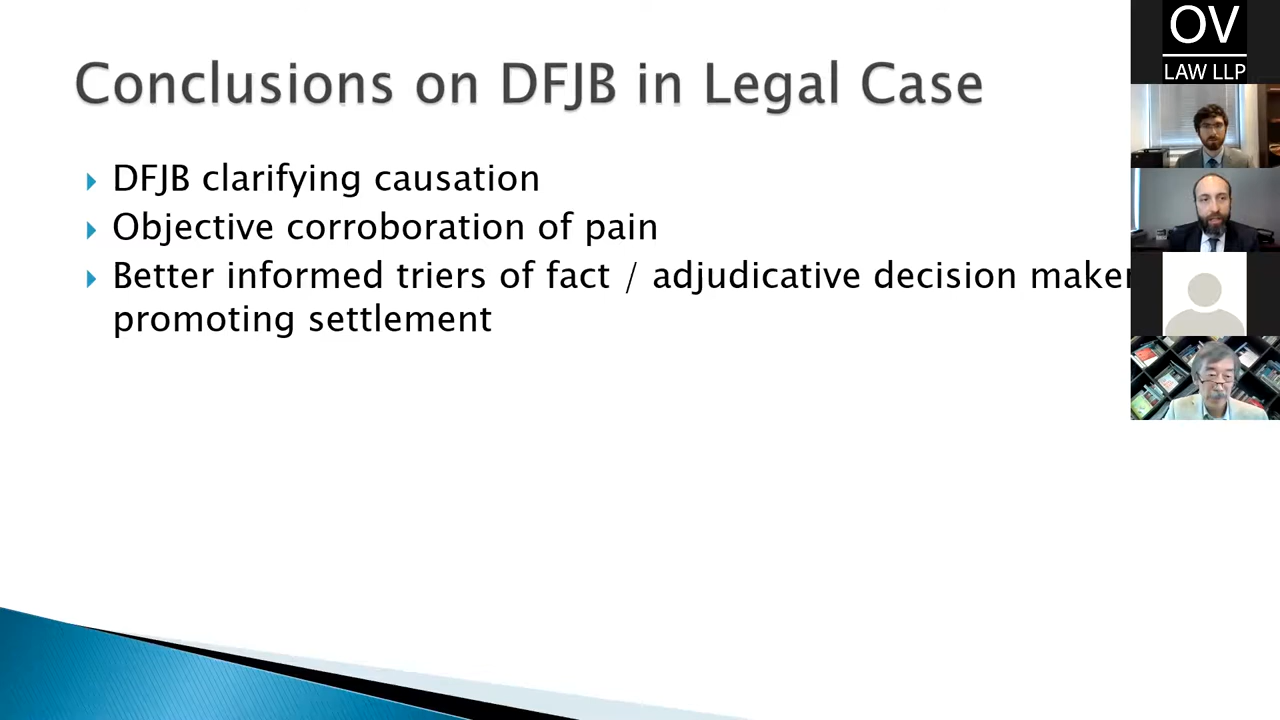 Conclusions on DFJB in Legal Case
DFJB clarifying causation
Objective corroboration of pain
Better informed triers of fact / adjudicative decision maker
promoting settlement
OV
LAW LLP